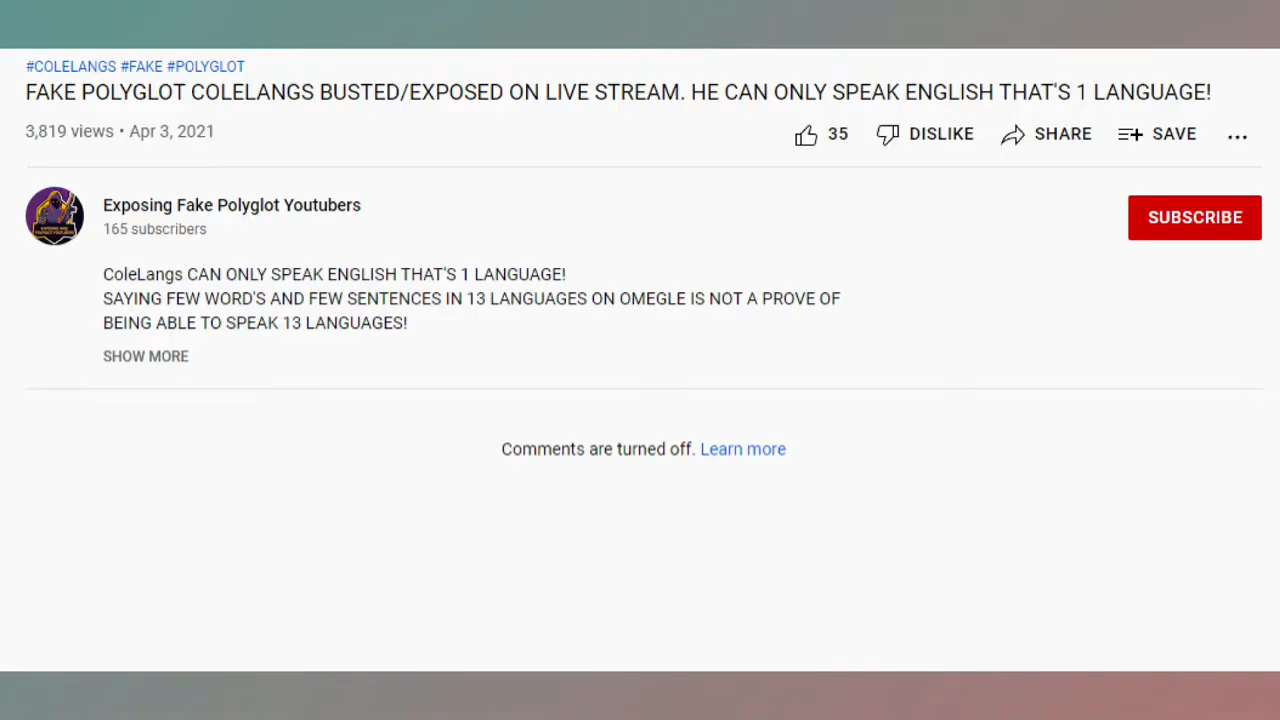 #COLELANGS #FAKE #POLYGLOT
FAKE POLYGLOT COLELANGS BUSTED/EXPOSED ON LIVE STREAM. HE CAN ONLY SPEAK ENGLISH THAT'S 1 LANGUAGE!
3,819 views • Apr 3, 2021
35 DISLIKE SHARE SAVE ...
Exposing Fake Polyglot Youtubers
165 subscribers
SUBSCRIBE
ColeLangs CAN ONLY SPEAK ENGLISH THAT'S 1 LANGUAGE!
SAYING FEW WORD'S AND FEW SENTENCES IN 13 LANGUAGES ON OMEGLE IS NOT A PROVE OF
BEING ABLE TO SPEAK 13 LANGUAGES!
SHOW MORE
Comments are turned off. Learn more